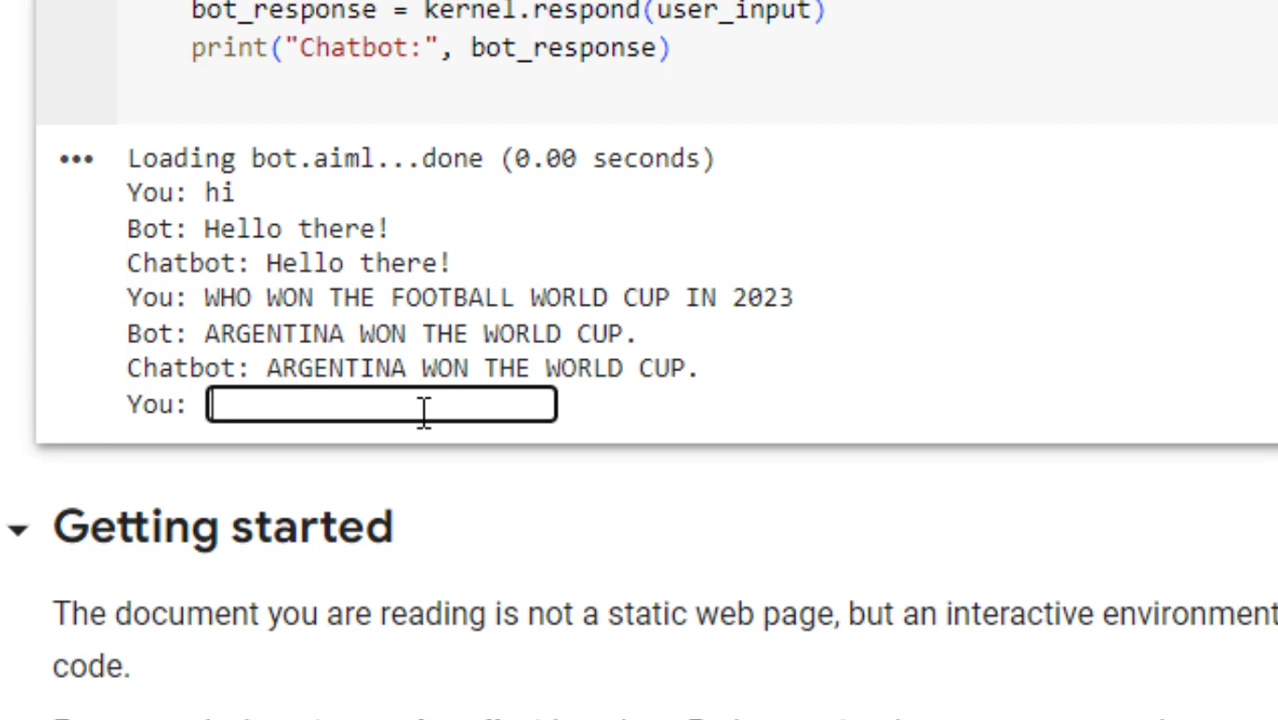 bot_response = kernel.respond(user_input)
print("Chatbot:", bot_response)
Loading bot.aiml...done (0.00 seconds)
You: hi
Bot: Hello there!
Chatbot: Hello there!
You: WHO WON THE FOOTBALL WORLD CUP IN 2023
Bot: ARGENTINA WON THE WORLD CUP.
Chatbot: ARGENTINA WON THE WORLD CUP.
You:
Getting started
The document you are reading is not a static web page, but an interactive environment
code.